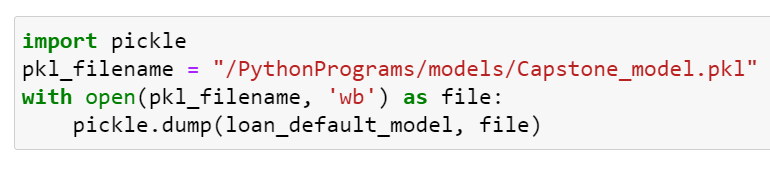 import pickle
pkl_filename = "/PythonPrograms/models/Capstone_model.pkl"
with open(pkl_filename, 'wb') as file:
    pickle.dump(loan_default_model, file)